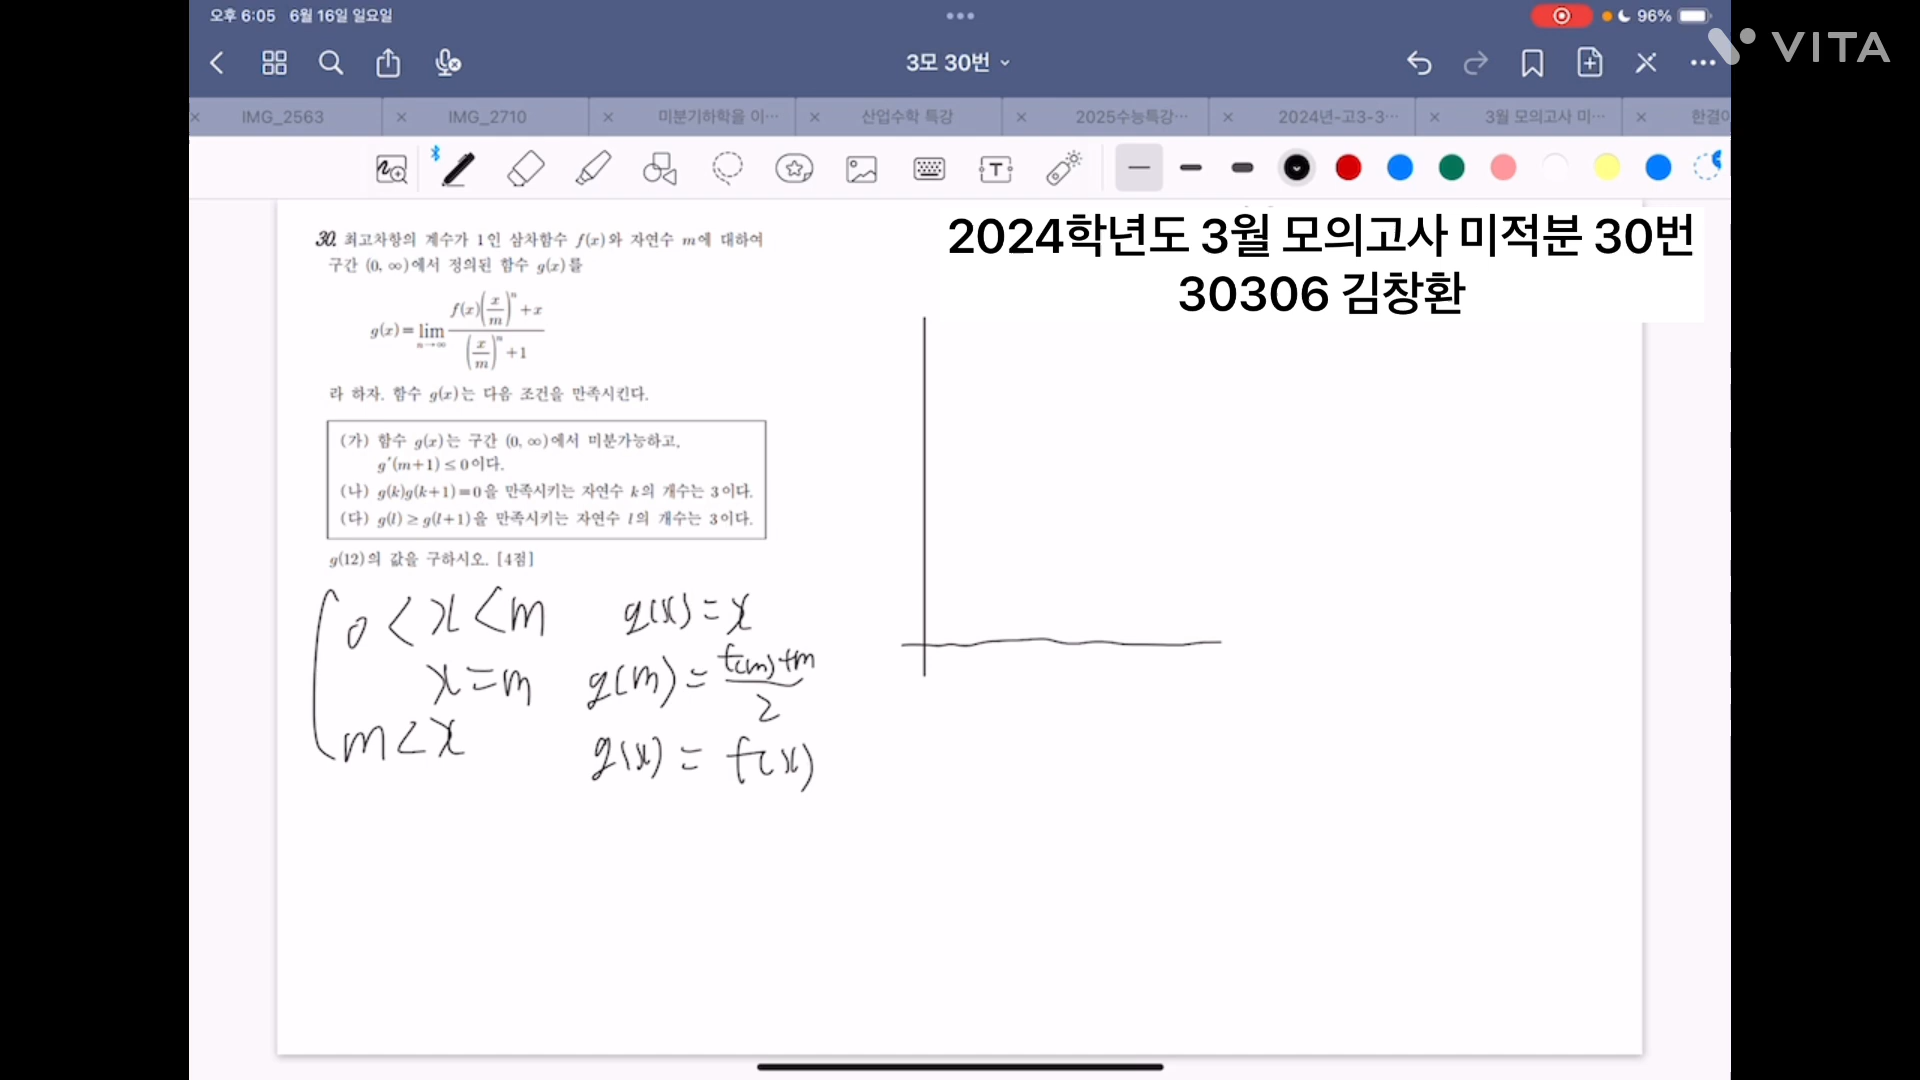 오후 6:05 6월 16일 일요일
96%
VITA
3모 30번
IMG_2563
IMG_2710
미분기하학을 이…
산업수학 특강
2025수능특강…
2024년-고3-3…
3월 모의고사 미…
한결이
2024학년도 3월 모의고사 미적분 30번
30306 김창환
30. 최고차항의 계수가 1인 삼차함수 f(x)와 자연수 m에 대하여
구간 (0, ∞)에서 정의된 함수 g(x)를
g(x)=lim_{n→∞} (f(x)(x/m)^n+x)/((x/m)^n+1)
라 하자. 함수 g(x)는 다음 조건을 만족시킨다.
(가) 함수 g(x)는 구간 (0, ∞)에서 미분가능하고,
g′(m+1) ≤ 0이다.
(나) g(k)g(k+1)=0을 만족시키는 자연수 k의 개수는 3이다.
(다) g(l) ≥ g(l+1)을 만족시키는 자연수 l의 개수는 3이다.
g(12)의 값을 구하시오. [4점]
0 < x < m g(x) = x
x = m g(m) = (f(m)+m)/2
m < x g(x) = f(x)